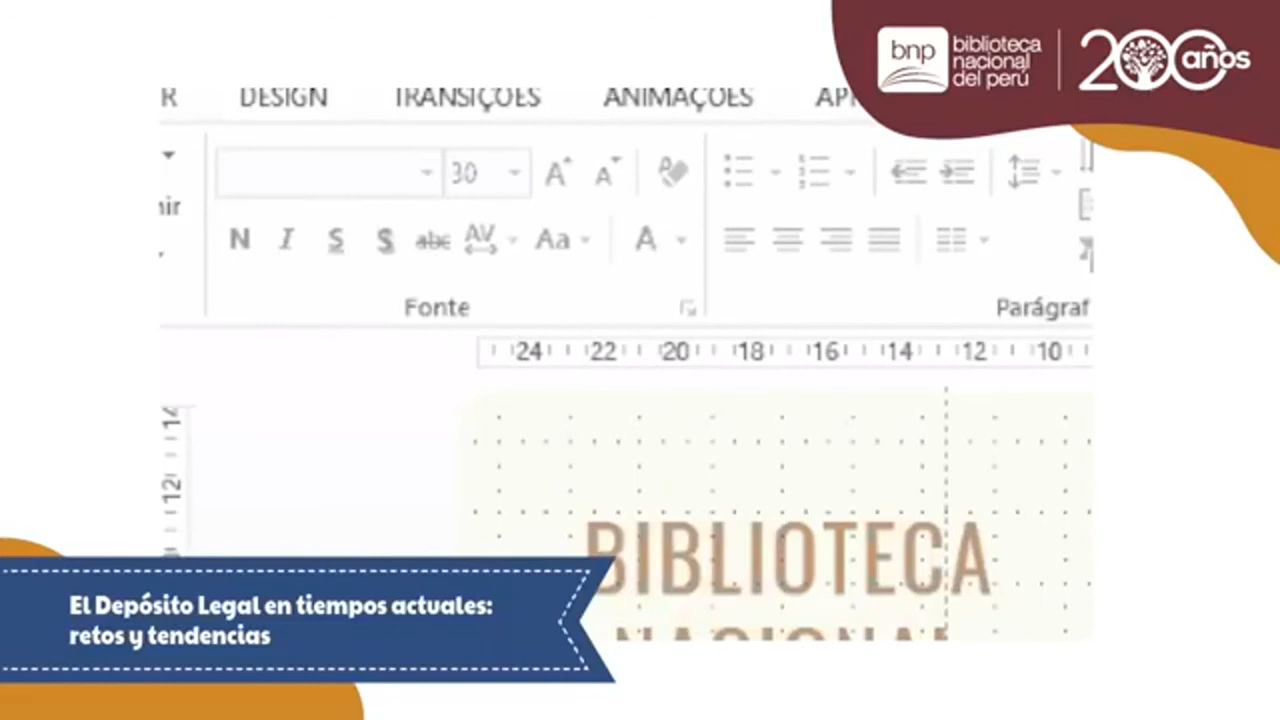 bnp
biblioteca
nacional
del perú
200 años
R DESIGN TRANSIÇÕES ANIMAÇÕES
30 A A
N I S S abc AV Aa A
Fonte
24 22 20 18 16 14 12 10
14
12
BIBLIOTECA
NACIONAL
El Depósito Legal en tiempos actuales:
retos y tendencias